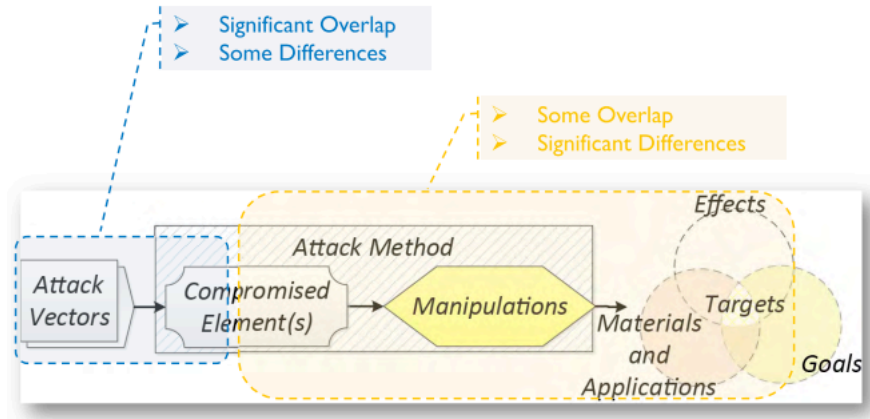 ➢ Significant Overlap
➢ Some Differences
➢ Some Overlap
➢ Significant Differences
Attack
Vectors
Attack Method
Compromised
Element(s)
Manipulations
Effects
Targets
Materials
and
Applications
Goals